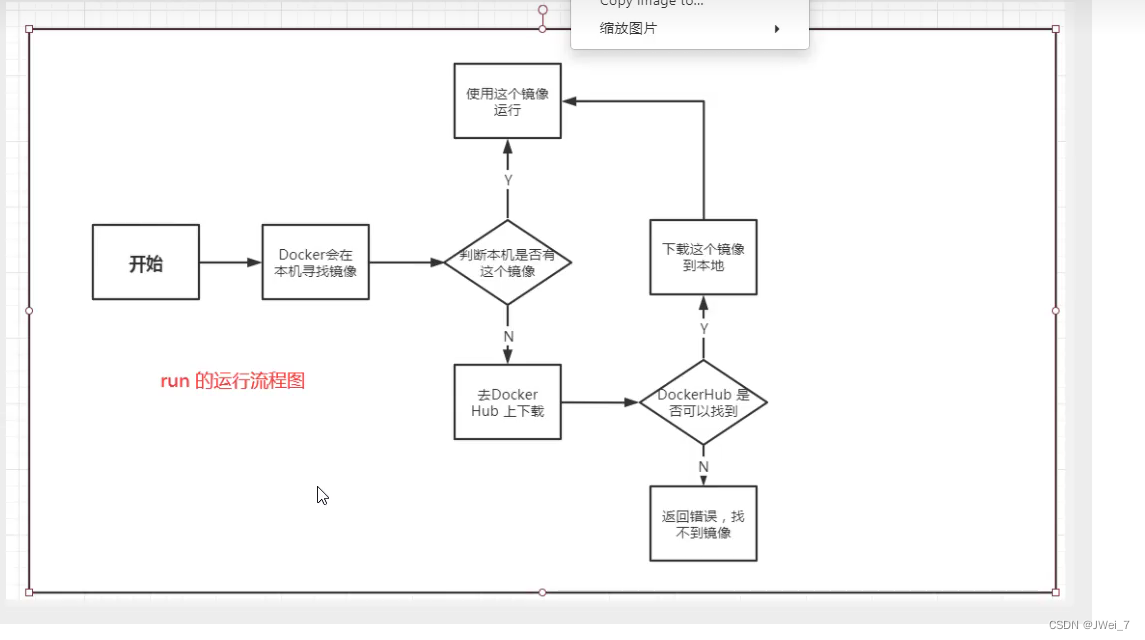 Copy image to...
缩放图片
使用这个镜像
运行
Y
开始
Docker会在
本机寻找镜像
判断本机是否有
这个镜像
下载这个镜像
到本地
N
Y
run 的运行流程图
去Docker
Hub 上下载
DockerHub 是
否可以找到
N
返回错误，找
不到镜像
CSDN @JWei_7